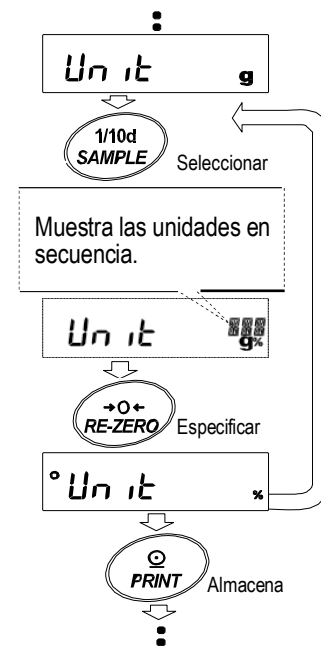 Unit g
1/10d
SAMPLE
Seleccionar
Muestra las unidades en
secuencia.
Unit g%
→0←
RE-ZERO
Especificar
°Unit %
PRINT
Almacena